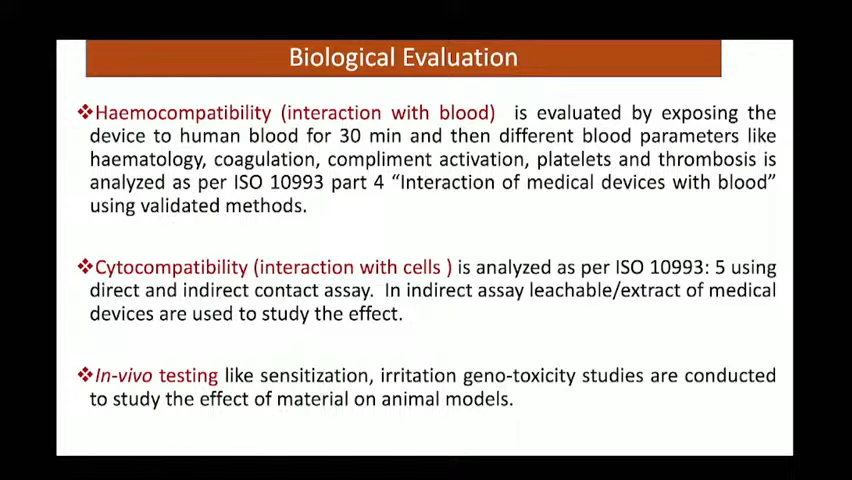 Biological Evaluation
❖Haemocompatibility (interaction with blood) is evaluated by exposing the
device to human blood for 30 min and then different blood parameters like
haematology, coagulation, compliment activation, platelets and thrombosis is
analyzed as per ISO 10993 part 4 “Interaction of medical devices with blood”
using validated methods.
❖Cytocompatibility (interaction with cells ) is analyzed as per ISO 10993: 5 using
direct and indirect contact assay. In indirect assay leachable/extract of medical
devices are used to study the effect.
❖In-vivo testing like sensitization, irritation geno-toxicity studies are conducted
to study the effect of material on animal models.